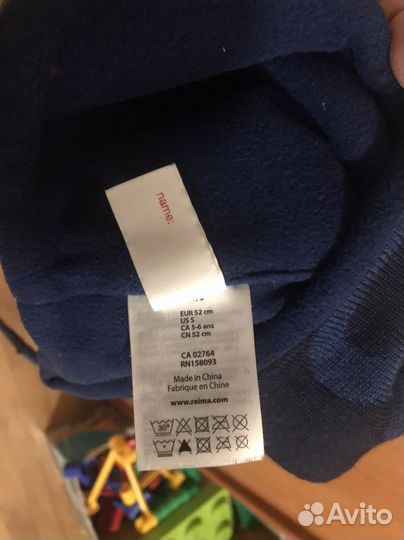 name:
EUR 52 cm
US S
CA 5-6 ans
CN 52 cm
CA 02764
RN158093
Made in China
Fabriqué en Chine
www.reima.com
30°
Avito